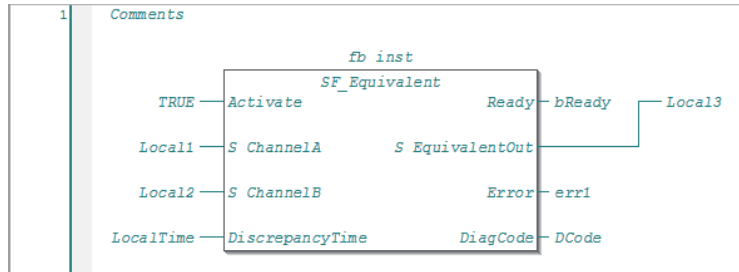 1 Comments
fb inst
SF_Equivalent
TRUE Activate Ready bReady Local3
Local1 S ChannelA S EquivalentOut
Local2 S ChannelB Error err1
LocalTime DiscrepancyTime DiagCode DCode